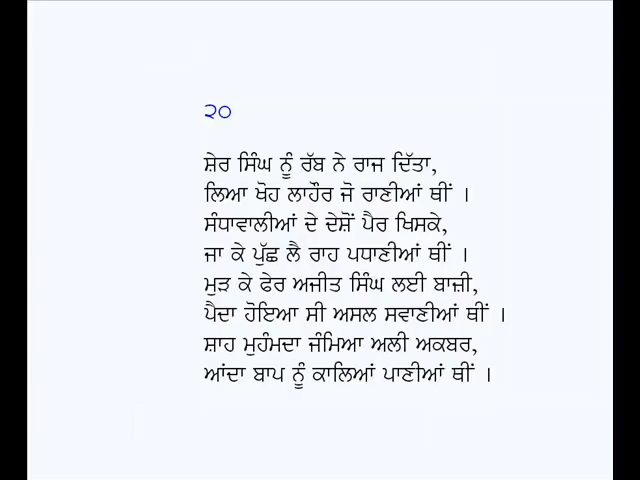 ੨੦
ਸ਼ੇਰ ਸਿੰਘ ਨੂੰ ਰੱਬ ਨੇ ਰਾਜ ਦਿੱਤਾ,
ਲਿਆ ਖੋਹ ਲਾਹੌਰ ਜੋ ਰਾਣੀਆਂ ਥੀਂ ।
ਸੰਧਾਵਾਲੀਆਂ ਦੇ ਦੇਸ਼ੋਂ ਪੈਰ ਖਿਸਕੇ,
ਜਾ ਕੇ ਪੁੱਛ ਲੈ ਰਾਹ ਪਧਾਣੀਆਂ ਥੀਂ ।
ਮੁੜ ਕੇ ਫੇਰ ਅਜੀਤ ਸਿੰਘ ਲਈ ਬਾਜ਼ੀ,
ਪੈਦਾ ਹੋਇਆ ਸੀ ਅਸਲ ਸਵਾਣੀਆਂ ਥੀਂ ।
ਸ਼ਾਹ ਮੁਹੰਮਦਾ ਜੰਮਿਆ ਅਲੀ ਅਕਬਰ,
ਆਂਦਾ ਬਾਪ ਨੂੰ ਕਾਲਿਆਂ ਪਾਣੀਆਂ ਥੀਂ ।